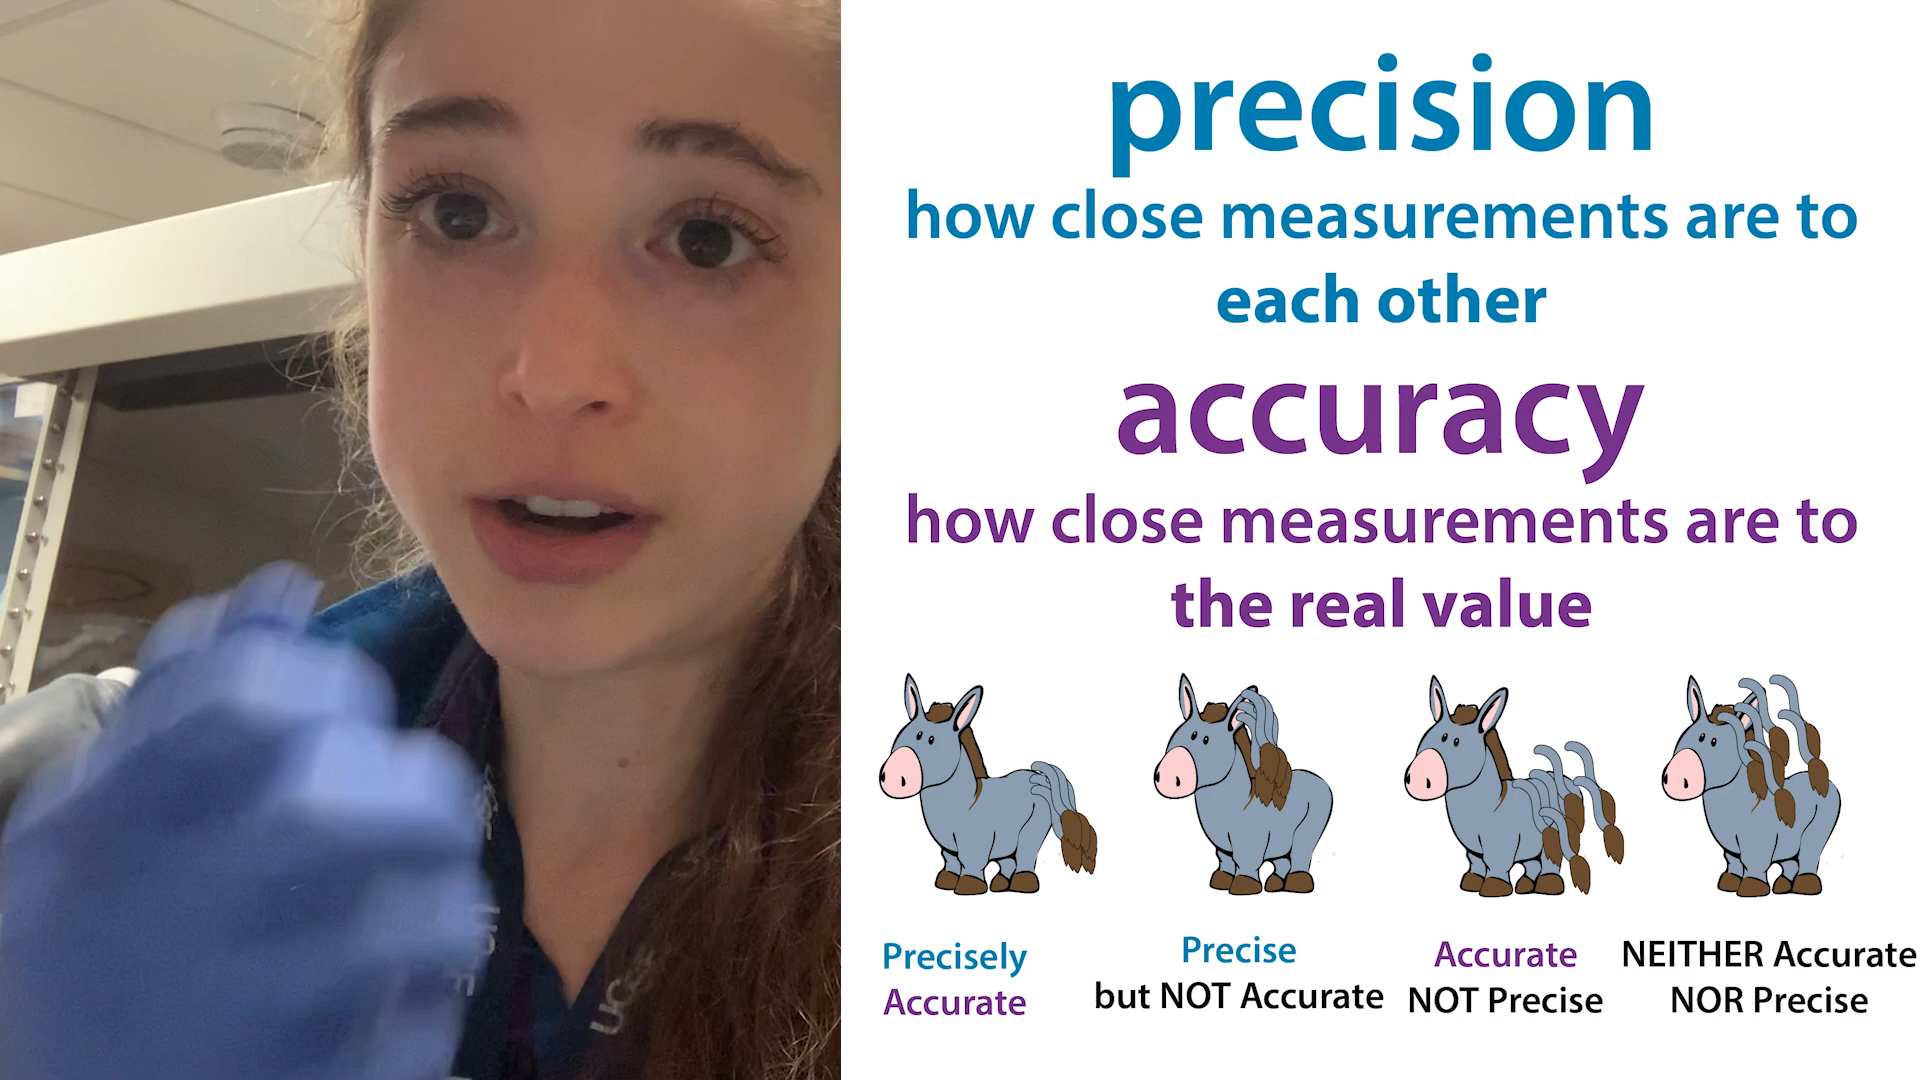 precision
how close measurements are to
each other
accuracy
how close measurements are to
the real value
Precisely
Accurate
Precise
but NOT Accurate
Accurate
NOT Precise
NEITHER Accurate
NOR Precise